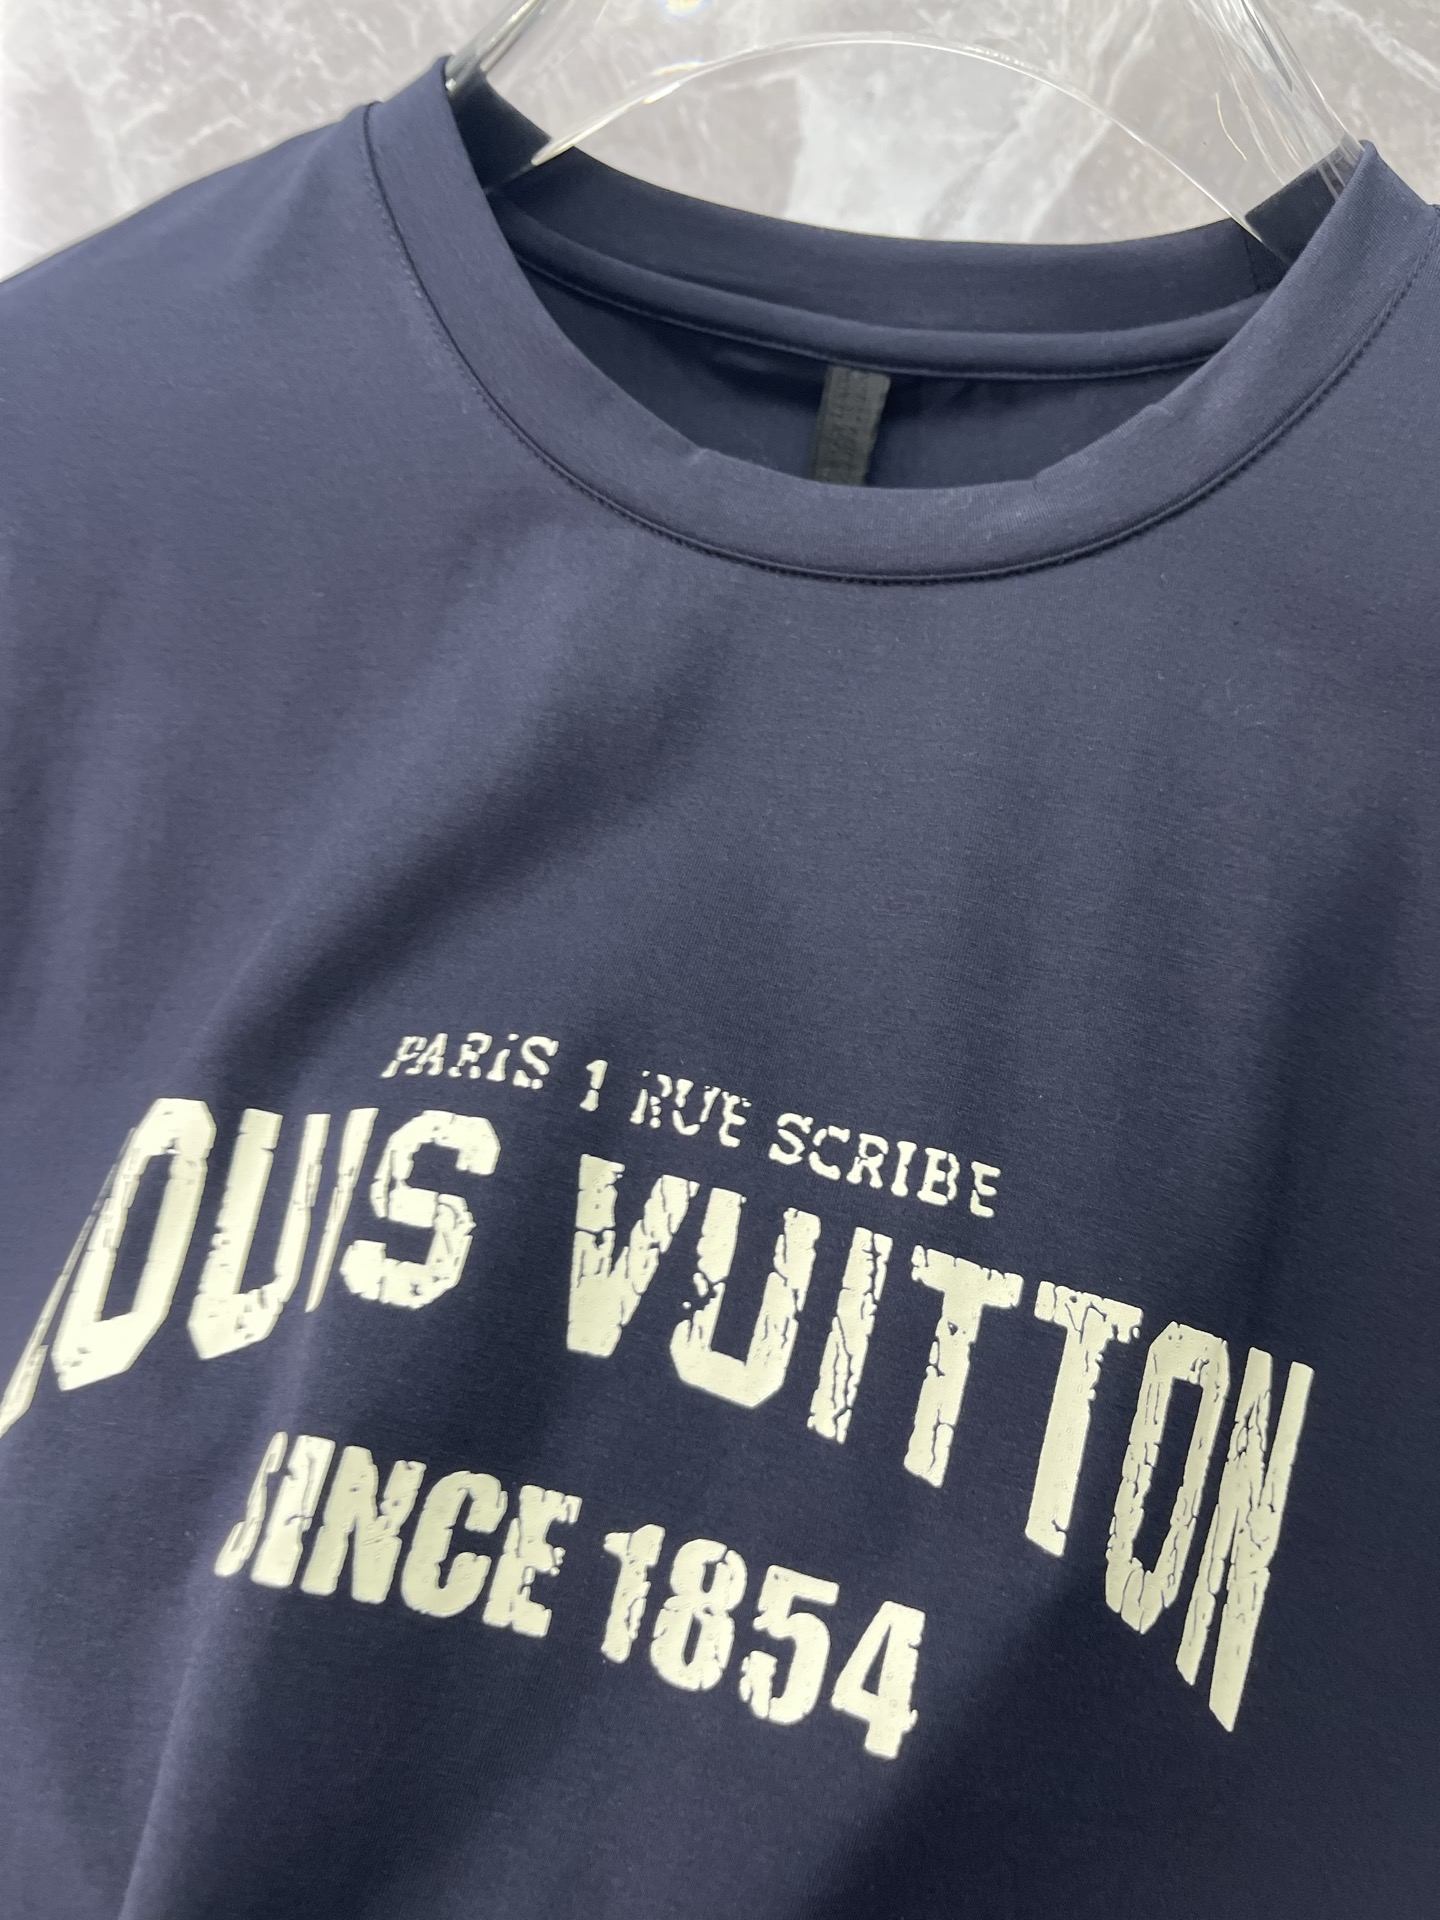 PARIS 1 RUE SCRIBE
LOUIS VUITTON
SINCE 1854